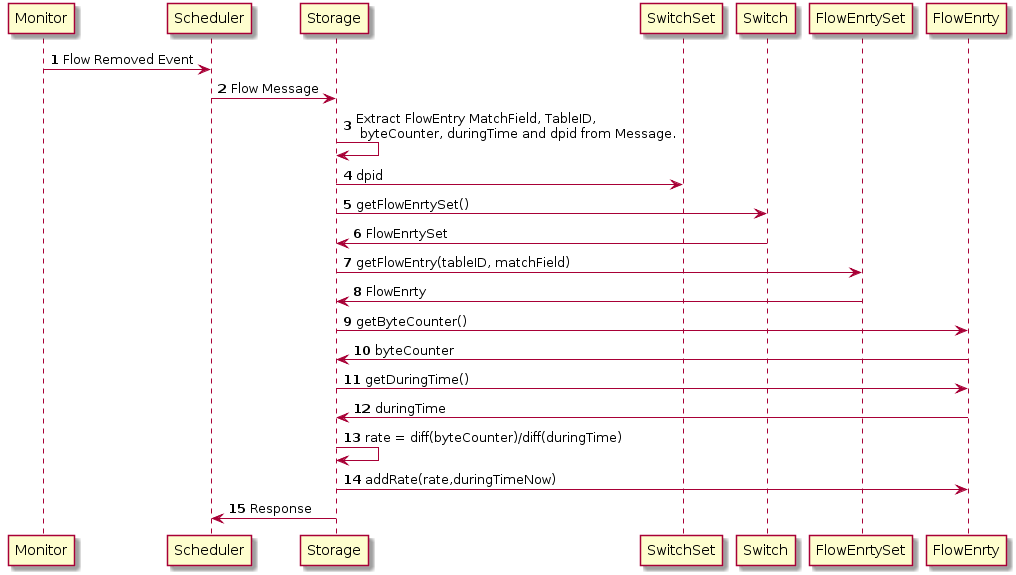 Monitor
Scheduler
Storage
SwitchSet
Switch
FlowEnrtySet
FlowEnrty
1 Flow Removed Event
2 Flow Message
3 Extract FlowEntry MatchField, TableID,
byteCounter, duringTime and dpid from Message.
4 dpid
5 getFlowEnrtySet()
6 FlowEnrtySet
7 getFlowEntry(tableID, matchField)
8 FlowEnrty
9 getByteCounter()
10 byteCounter
11 getDuringTime()
12 duringTime
13 rate = diff(byteCounter)/diff(duringTime)
14 addRate(rate,duringTimeNow)
15 Response
Monitor
Scheduler
Storage
SwitchSet
Switch
FlowEnrtySet
FlowEnrty